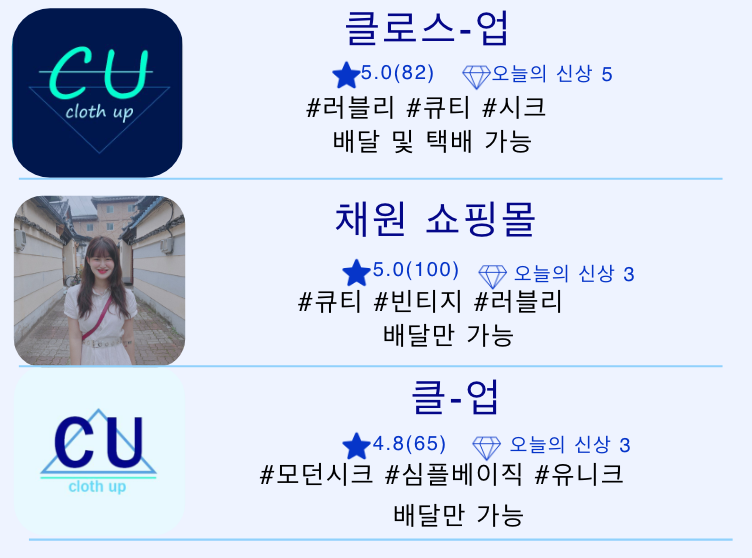 CU
cloth up
클로스-업
5.0(82) 오늘의 신상 5
#러블리 #큐티 #시크
배달 및 택배 가능
채원 쇼핑몰
5.0(100) 오늘의 신상 3
#큐티 #빈티지 #러블리
배달만 가능
CU
cloth up
클-업
4.8(65) 오늘의 신상 3
#모던시크 #심플베이직 #유니크
배달만 가능